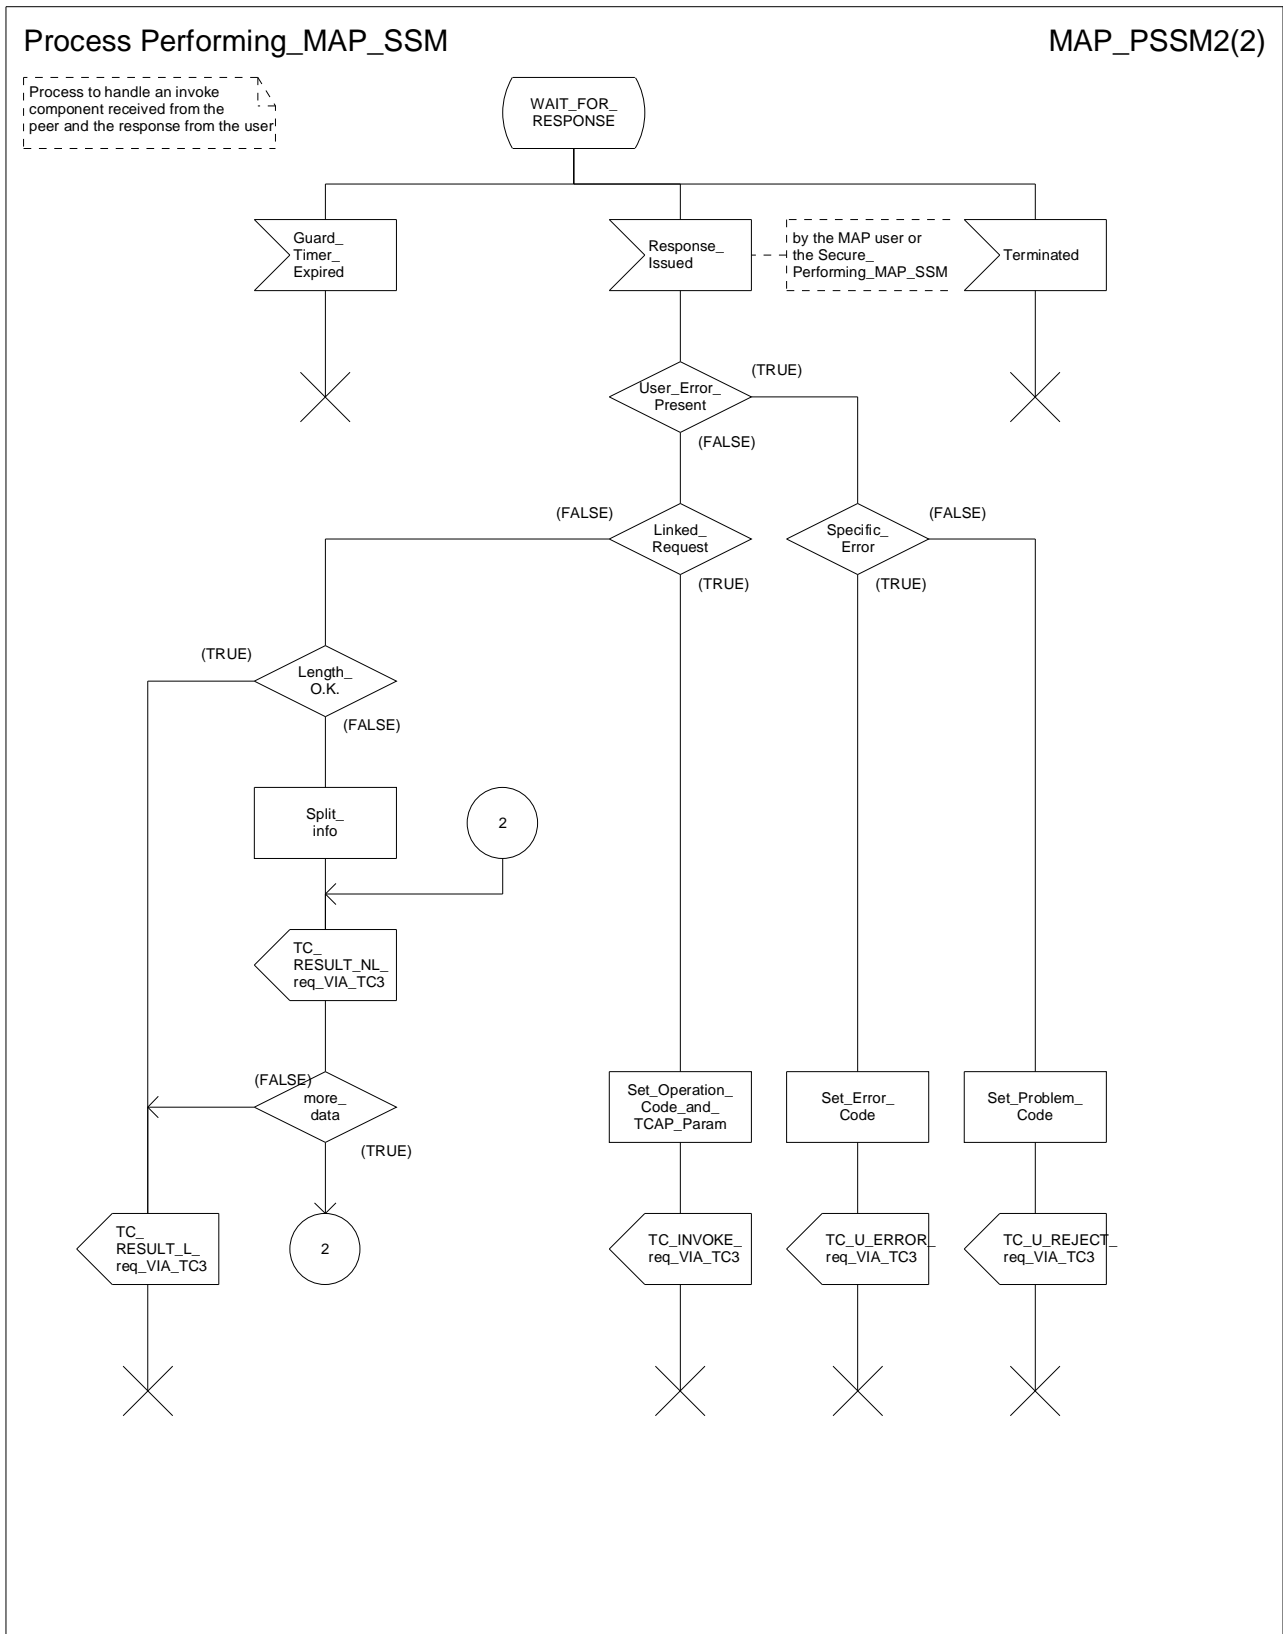 Process Performing_MAP_SSM
MAP_PSSM2(2)
Process to handle an invoke
component received from the
peer and the response from the user
WAIT_FOR_
RESPONSE
Guard_
Timer_
Expired
Response_
Issued
by the MAP user or
the Secure_
Performing_MAP_SSM
Terminated
User_Error_
Present
(TRUE)
(FALSE)
(FALSE)
Linked_
Request
(TRUE)
Specific_
Error
(FALSE)
(TRUE)
(TRUE)
Length_
O.K.
(FALSE)
Split_
info
2
TC_
RESULT_NL_
req_VIA_TC3
(FALSE)
more_
data
(TRUE)
Set_Operation_
Code_and_
TCAP_Param
Set_Error_
Code
Set_Problem_
Code
TC_
RESULT_L_
req_VIA_TC3
2
TC_INVOKE_
req_VIA_TC3
TC_U_ERROR_
req_VIA_TC3
TC_U_REJECT_
req_VIA_TC3